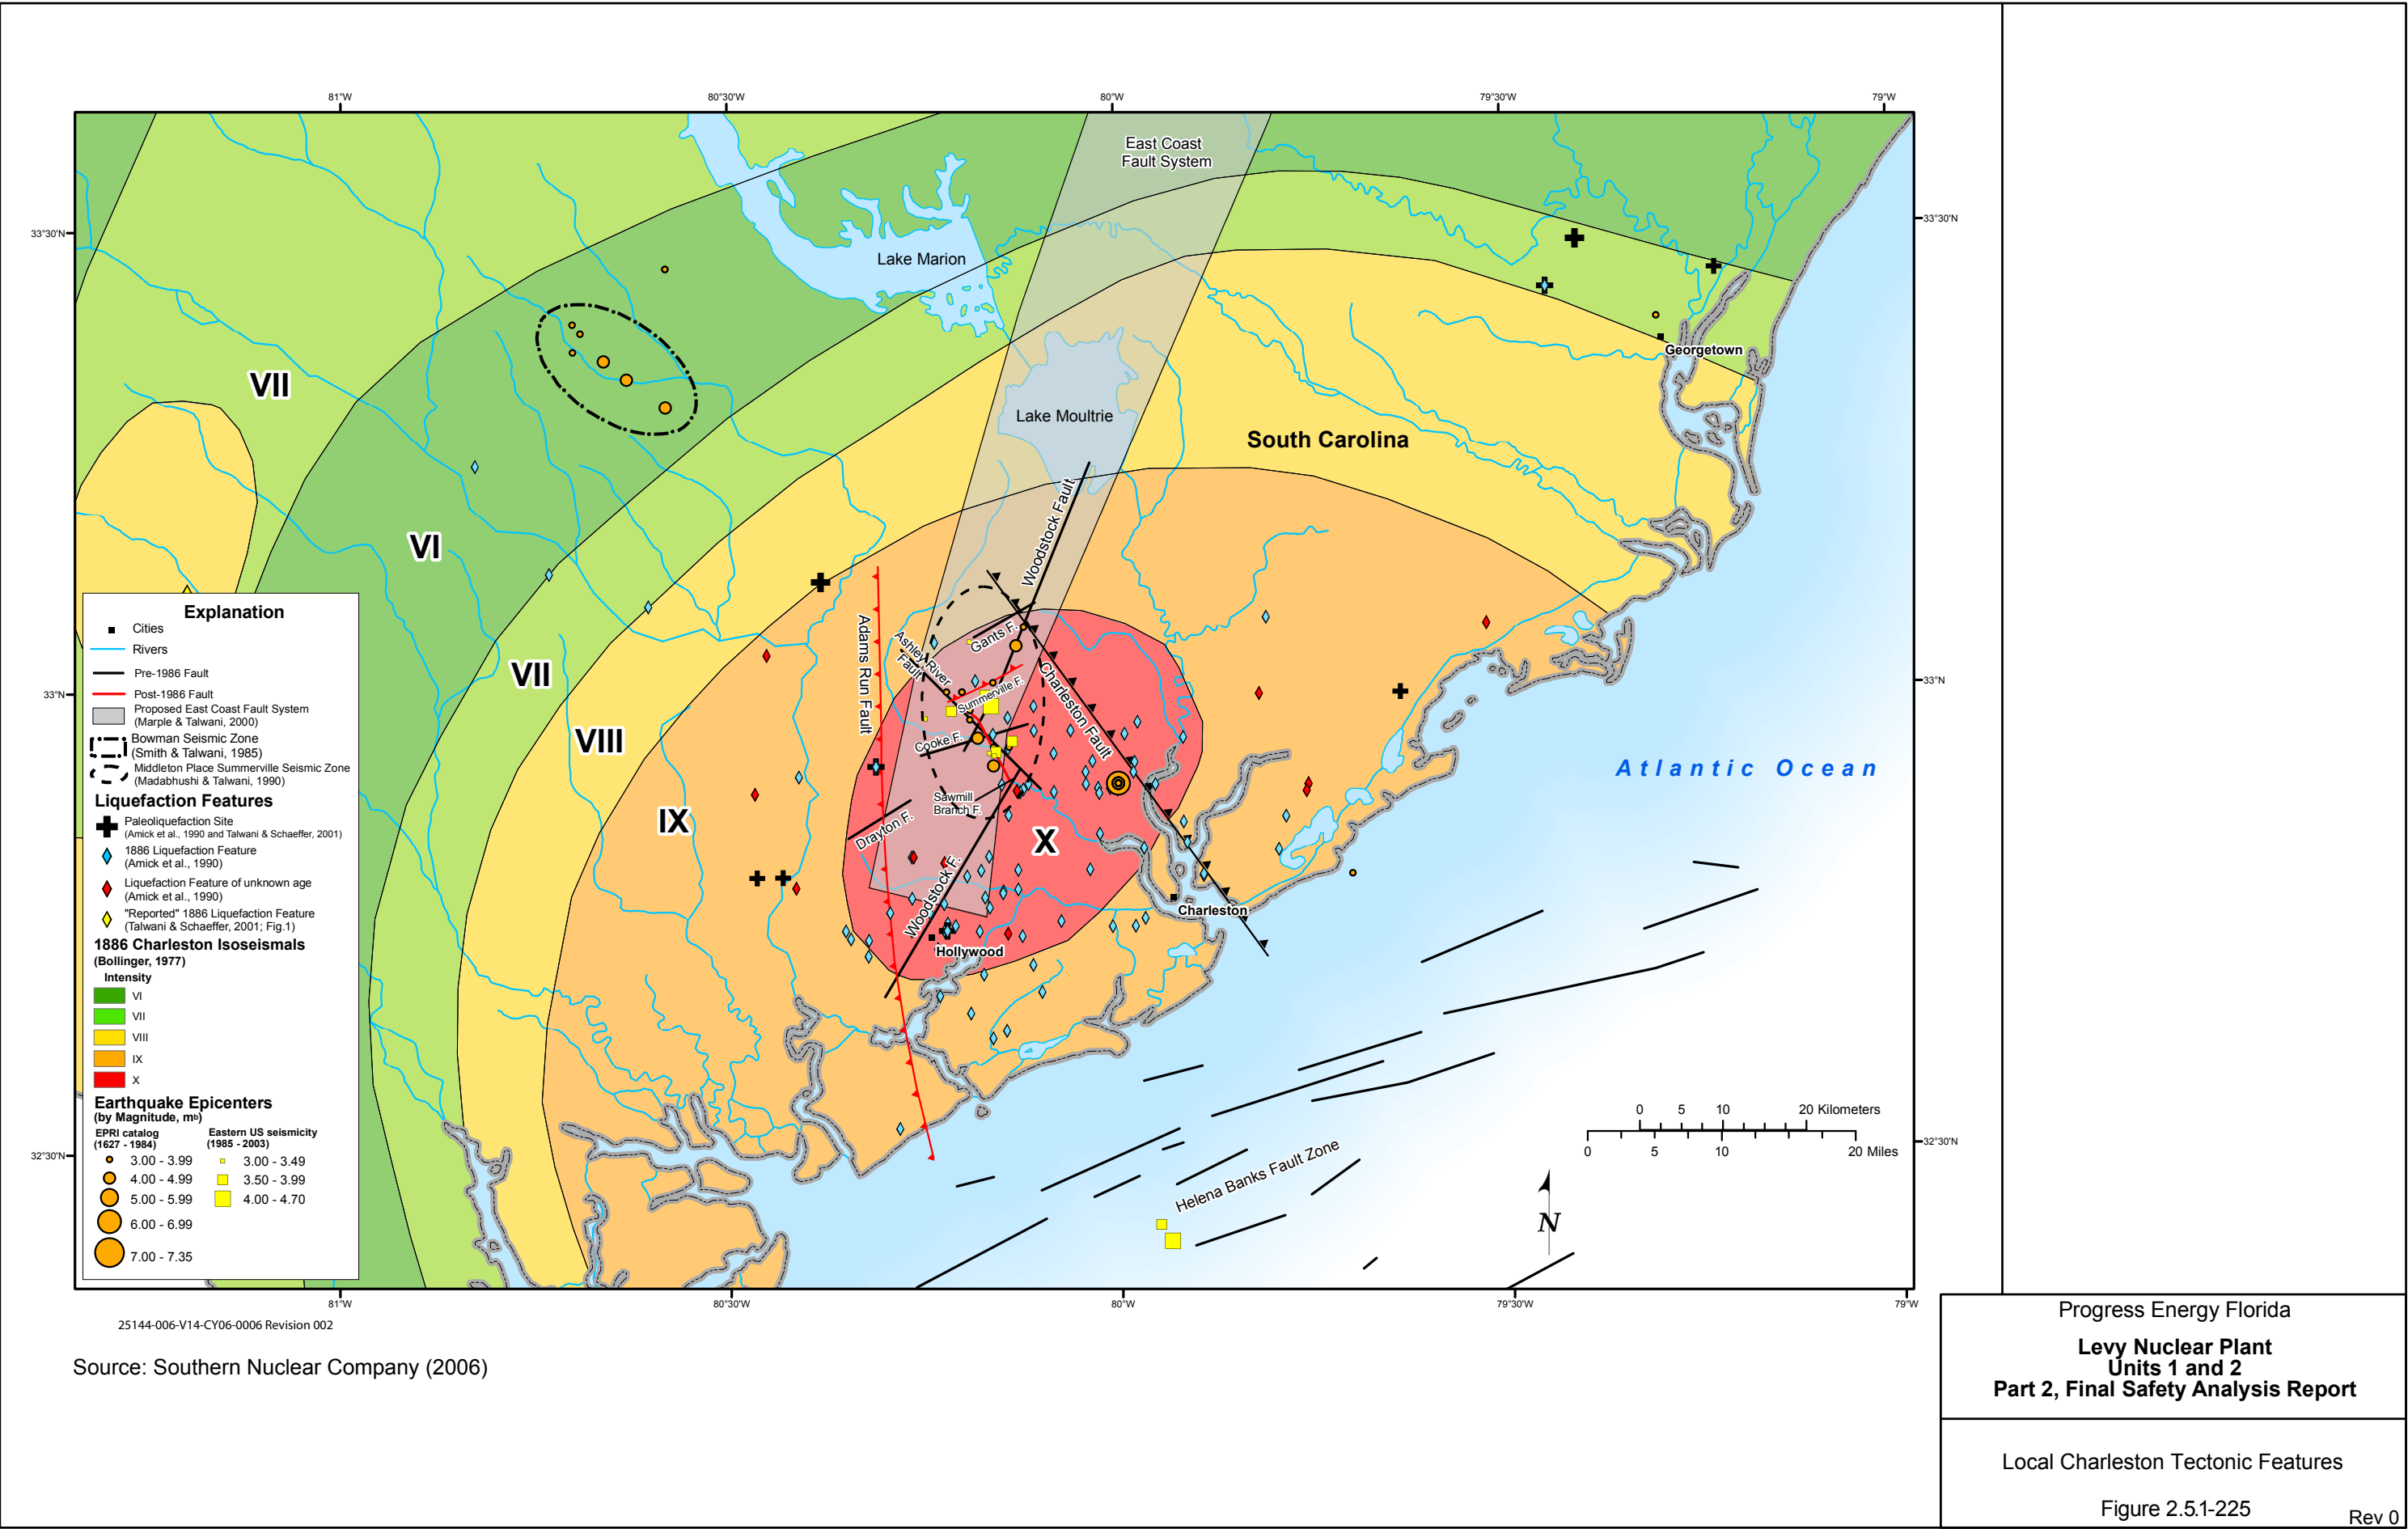 81°W
80°30'W
80°W
79°30'W
79°W
East Coast
Fault System
33°30'N
33°30'N
Lake Marion
Georgetown
VII
Lake Moultrie
South Carolina
Woodstock Fault
VI
Adams Run Fault
Ashley River
Fault
Gants F.
Charleston Fault
33°N
33°N
VII
Summerville F.
VIII
Cooke F.
Atlantic Ocean
Sawmill
Branch F.
IX
Drayton F.
X
Woodstock F.
Charleston
Hollywood
Explanation
Cities
Rivers
Pre-1986 Fault
Post-1986 Fault
Proposed East Coast Fault System
(Marple & Talwani, 2000)
Bowman Seismic Zone
(Smith & Talwani, 1985)
Middleton Place Summerville Seismic Zone
(Madabhushi & Talwani, 1990)
Liquefaction Features
Paleoliquefaction Site
(Amick et al., 1990 and Talwani & Schaeffer, 2001)
1886 Liquefaction Feature
(Amick et al., 1990)
Liquefaction Feature of unknown age
(Amick et al., 1990)
"Reported" 1886 Liquefaction Feature
(Talwani & Schaeffer, 2001; Fig.1)
1886 Charleston Isoseismals
(Bollinger, 1977)
Intensity
VI
VII
VIII
IX
X
Earthquake Epicenters
(by Magnitude, mb)
EPRI catalog
(1627 - 1984)
3.00 - 3.99
4.00 - 4.99
5.00 - 5.99
6.00 - 6.99
7.00 - 7.35
Eastern US seismicity
(1985 - 2003)
3.00 - 3.49
3.50 - 3.99
4.00 - 4.70
0 5 10 20 Kilometers
0 5 10 20 Miles
32°30'N
32°30'N
Helena Banks Fault Zone
N
81°W
80°30'W
80°W
79°30'W
79°W
25144-006-V14-CY06-0006 Revision 002
Source: Southern Nuclear Company (2006)
Progress Energy Florida
Levy Nuclear Plant
Units 1 and 2
Part 2, Final Safety Analysis Report
Local Charleston Tectonic Features
Figure 2.5.1-225
Rev 0